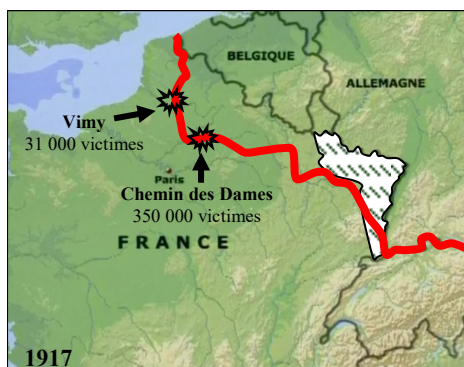 BELGIQUE
ALLEMAGNE
Vimy
31 000 victimes
Paris
Chemin des Dames
350 000 victimes
FRANCE
1917